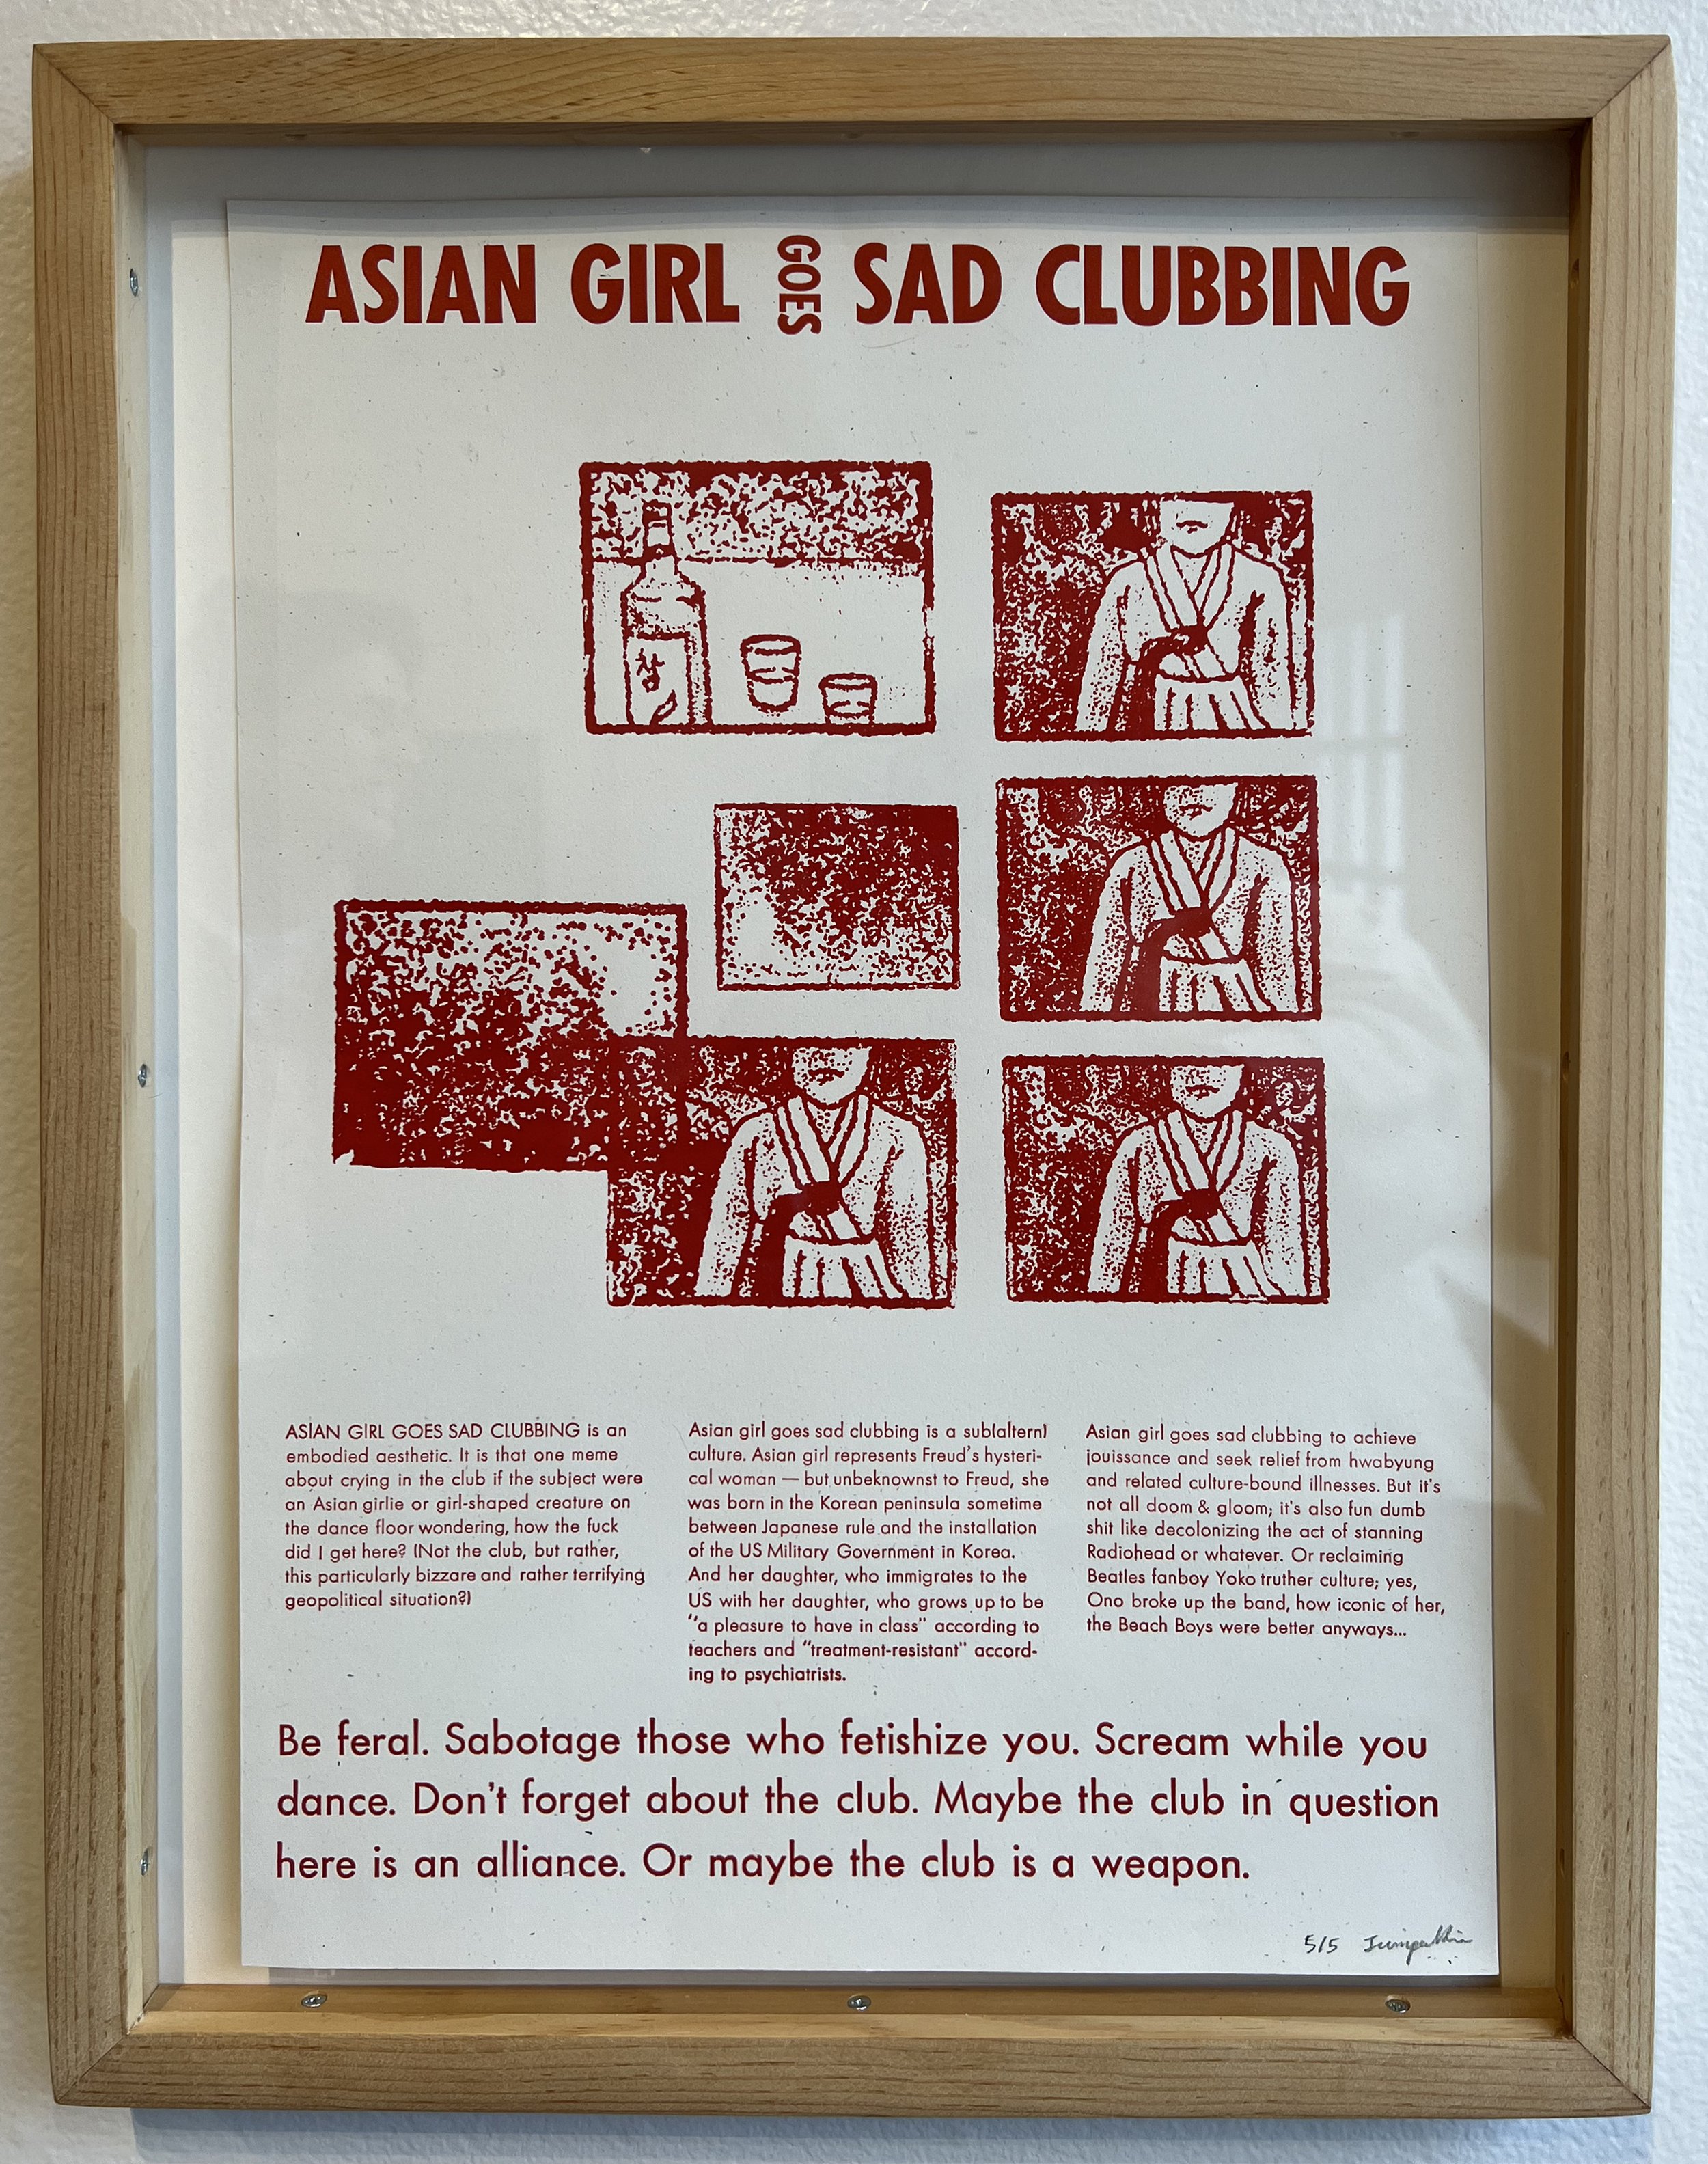 ASIAN GIRL GOES SAD CLUBBING
ASIAN GIRL GOES SAD CLUBBING is an
embodied aesthetic. It is that one meme
about crying in the club if the subject were
an Asian girlie or girl-shaped creature on
the dance floor wondering, how the fuck
did I get here? (Not the club, but rather,
this particularly bizzare and rather terrifying
geopolitical situation?)
Asian girl goes sad clubbing is a sub(altern)
culture. Asian girl represents Freud's hysteri-
cal woman — but unbeknownst to Freud, she
was born in the Korean peninsula sometime
between Japanese rule and the installation
of the US Military Government in Korea.
And her daughter, who immigrates to the
US with her daughter, who grows up to be
"a pleasure to have in class" according to
teachers and "treatment-resistant" accord-
ing to psychiatrists.
Asian girl goes sad clubbing to achieve
jouissance and seek relief from hwabyung
and related culture-bound illnesses. But it's
not all doom & gloom; it's also fun dumb
shit like decolonizing the act of stanning
Radiohead or whatever. Or reclaiming
Beatles fanboy Yoko truther culture; yes,
Ono broke up the band, how iconic of her,
the Beach Boys were better anyways...
Be feral. Sabotage those who fetishize you. Scream while you
dance. Don't forget about the club. Maybe the club in question
here is an alliance. Or maybe the club is a weapon.
5/5